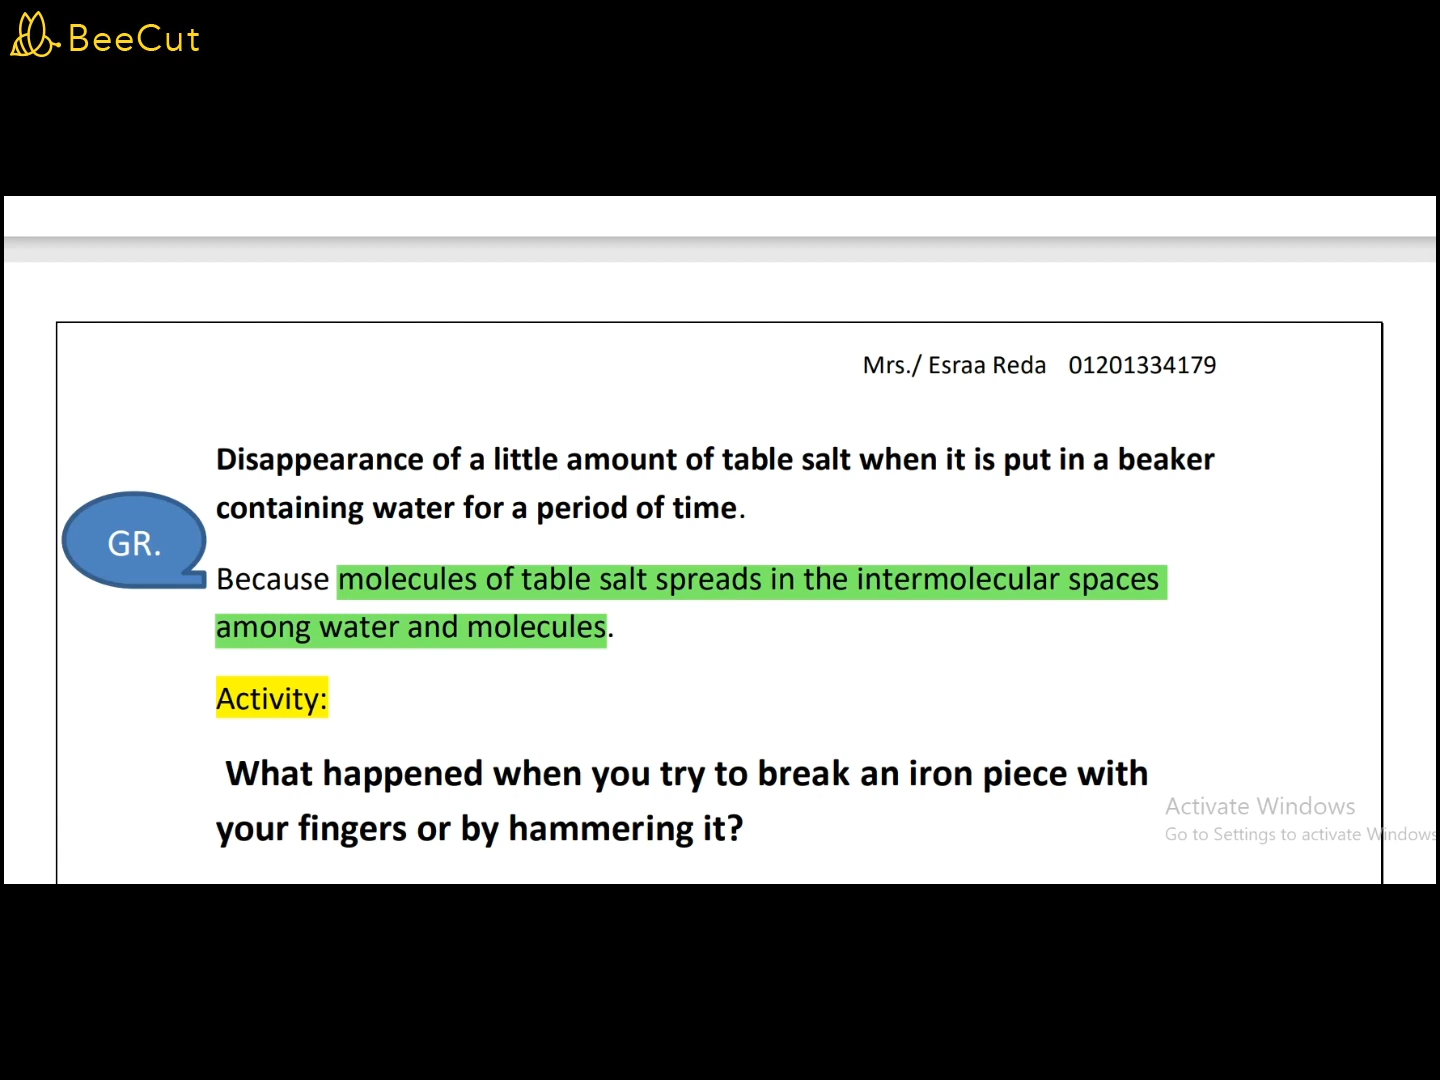 BeeCut
Mrs./ Esraa Reda 01201334179
Disappearance of a little amount of table salt when it is put in a beaker
containing water for a period of time.
GR.
Because molecules of table salt spreads in the intermolecular spaces
among water and molecules.
Activity:
What happened when you try to break an iron piece with
your fingers or by hammering it?
Activate Windows
Go to Settings to activate Windows